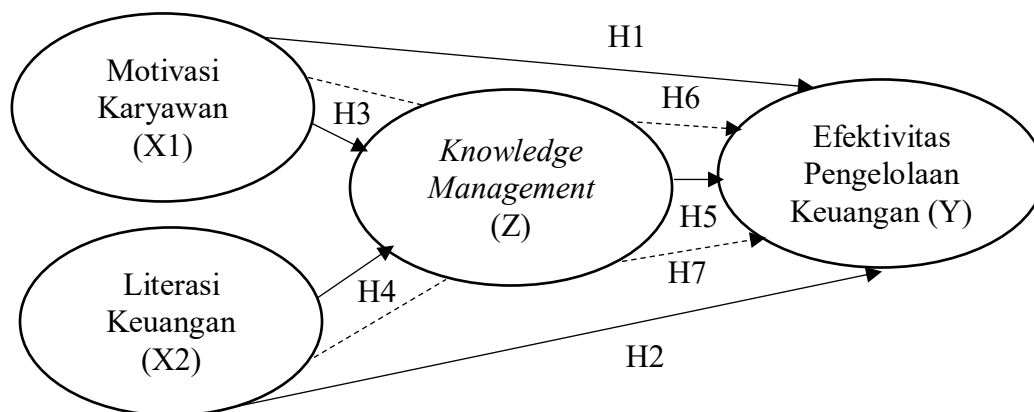 H1
Motivasi
Karyawan
(X1)
H3
H6
Knowledge
Management
(Z)
Efektivitas
Pengelolaan
Keuangan (Y)
H5
H7
H4
Literasi
Keuangan
(X2)
H2